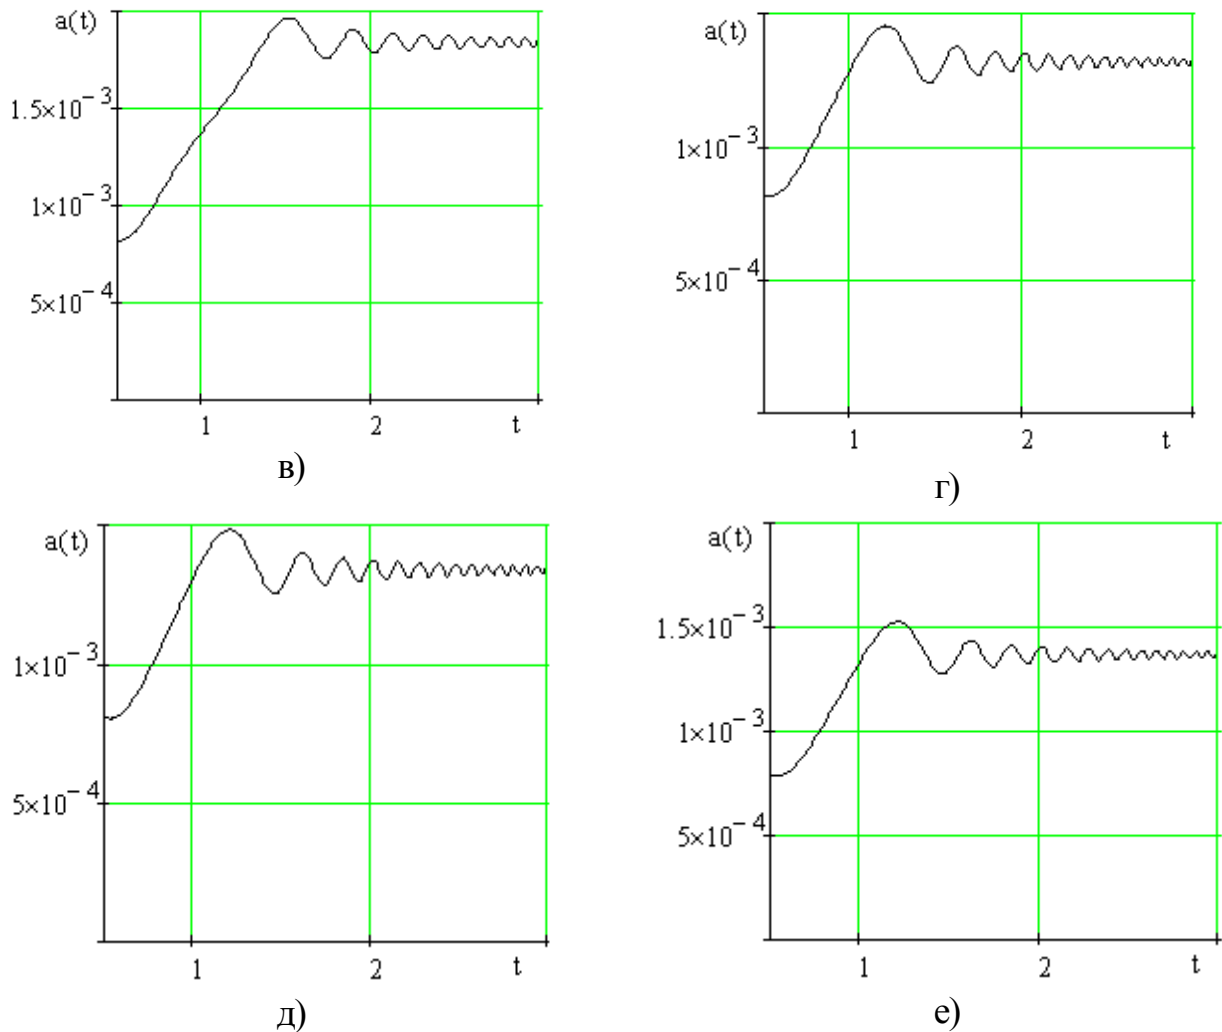 a(t)
1.5×10⁻³
1×10⁻³
5×10⁻⁴
1 2 t
в)
a(t)
1×10⁻³
5×10⁻⁴
1 2 t
г)
a(t)
1×10⁻³
5×10⁻⁴
1 2 t
д)
a(t)
1.5×10⁻³
1×10⁻³
5×10⁻⁴
1 2 t
е)